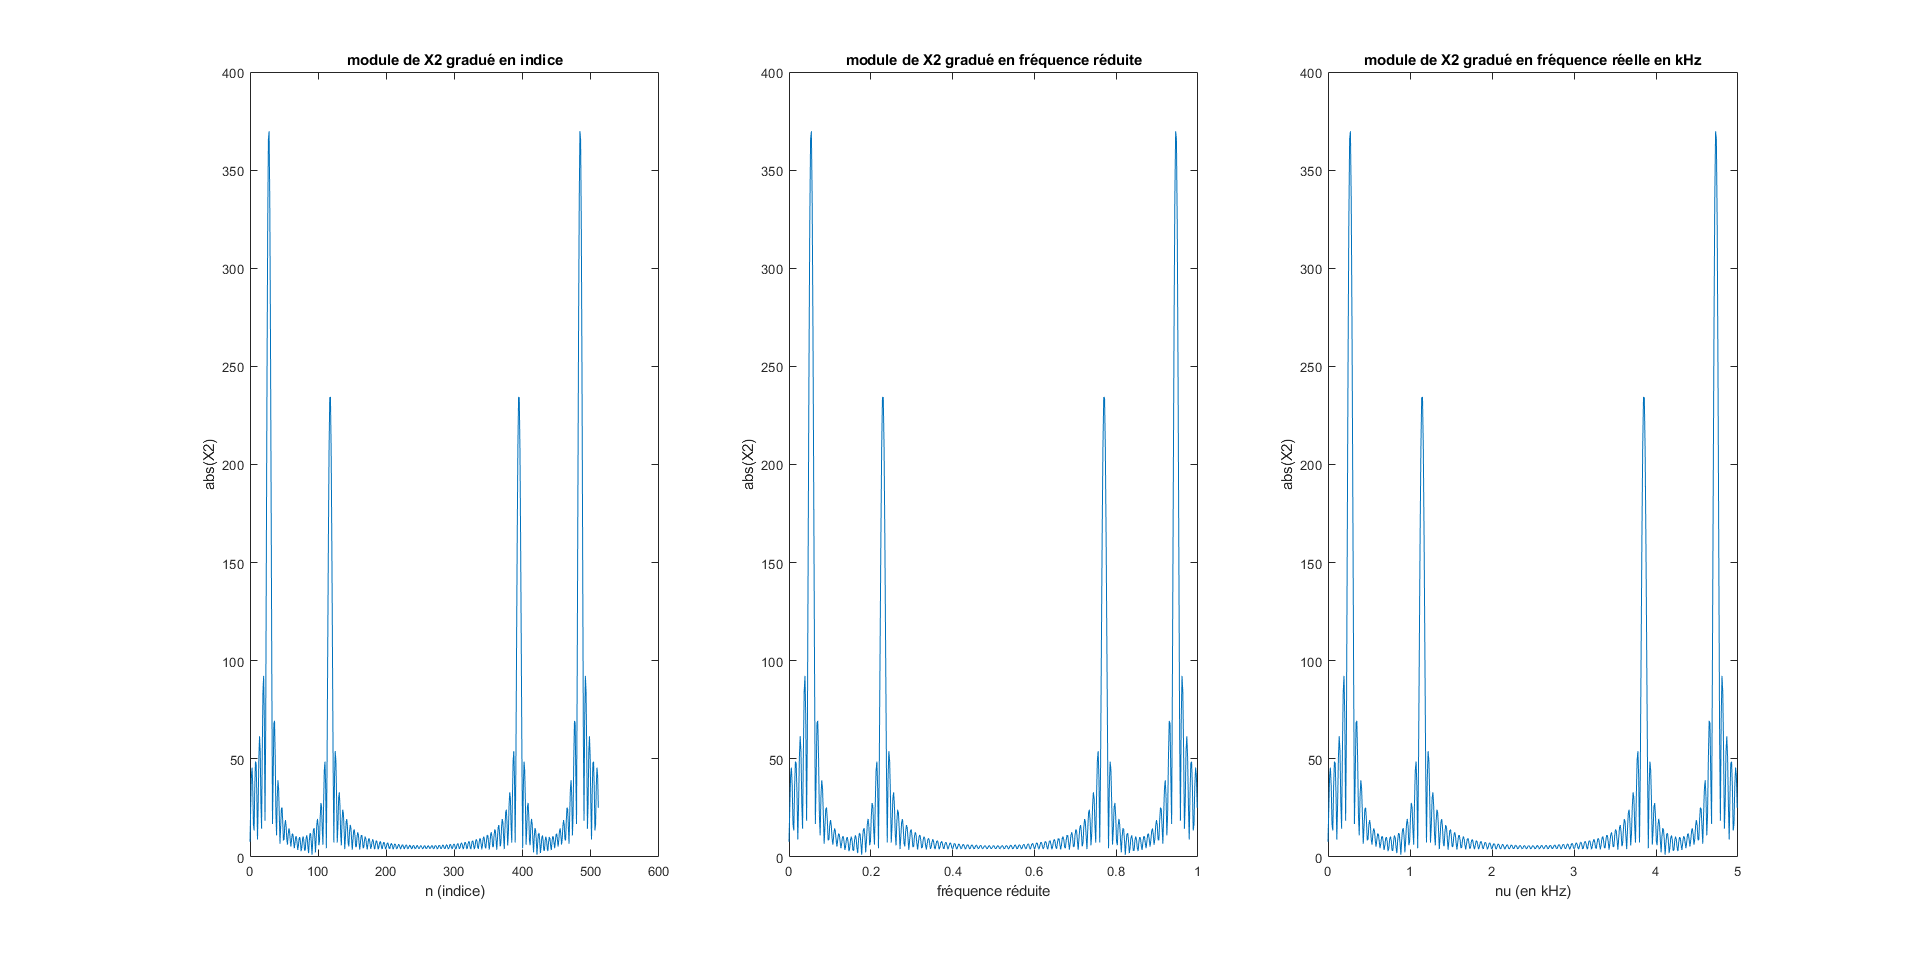 module de X2 gradué en indice
400
350
300
250
200
150
100
50
0
abs(X2)
0 100 200 300 400 500 600
n (indice)
module de X2 gradué en fréquence réduite
400
350
300
250
200
150
100
50
0
abs(X2)
0 0.2 0.4 0.6 0.8 1
fréquence réduite
module de X2 gradué en fréquence réelle en kHz
400
350
300
250
200
150
100
50
0
abs(X2)
0 1 2 3 4 5
nu (en kHz)